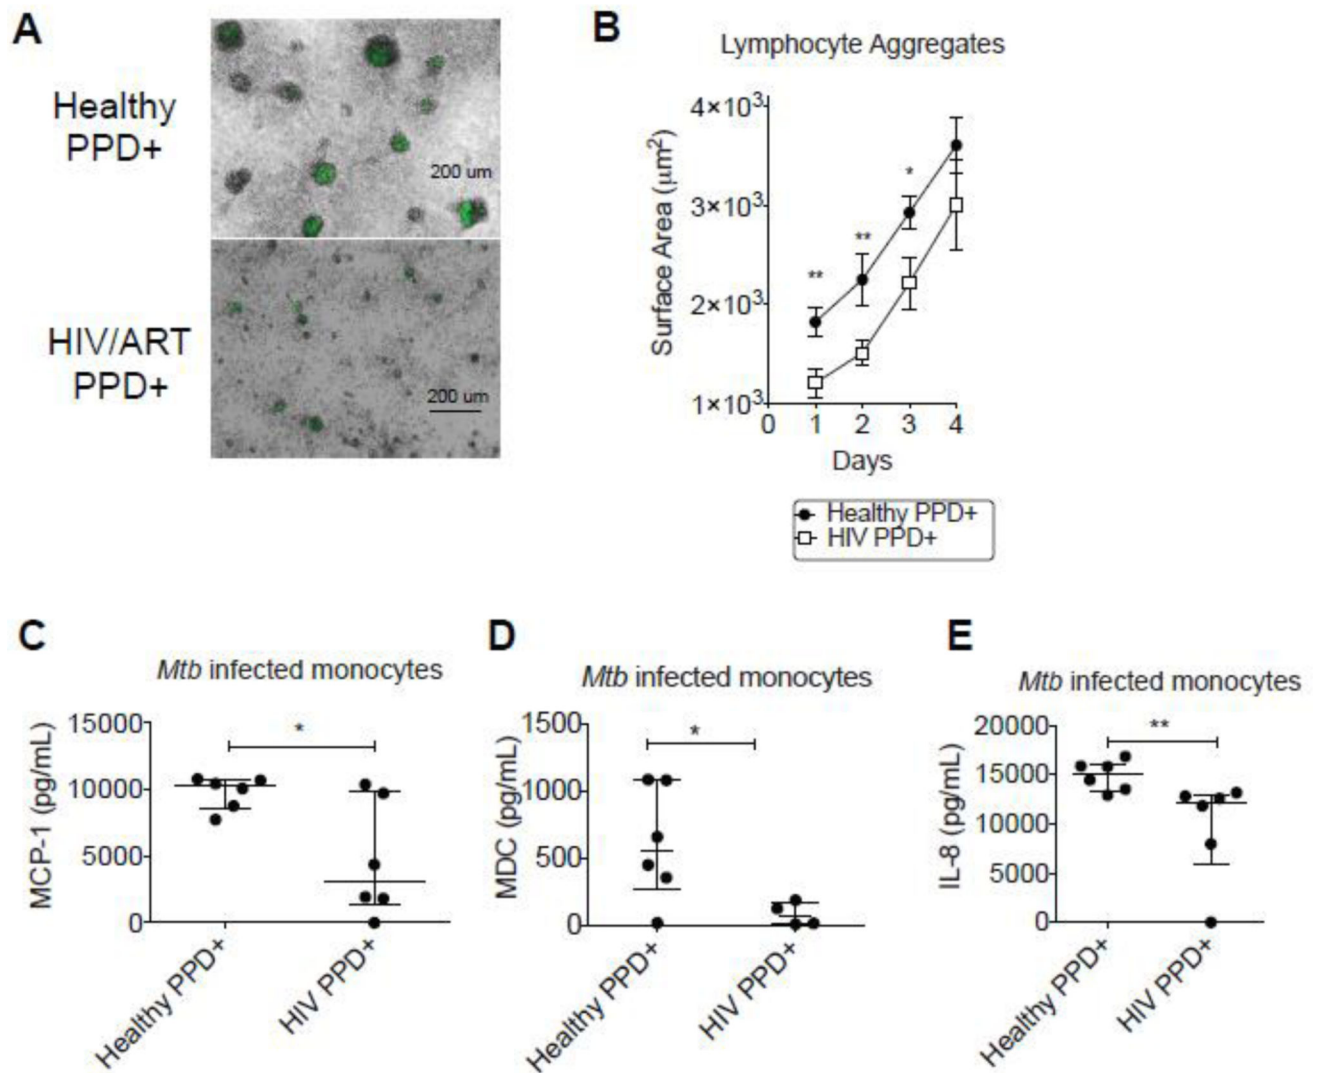 A
Healthy
PPD+
200 um
HIV/ART
PPD+
200 um
B
Lymphocyte Aggregates
Surface Area (µm²)
4×10³
3×10³
2×10³
1×10³
**
**
*
0 1 2 3 4
Days
Healthy PPD+
HIV PPD+
C
Mtb infected monocytes
MCP-1 (pg/mL)
15000
10000
5000
0
*
Healthy PPD+
HIV PPD+
D
Mtb infected monocytes
MDC (pg/mL)
1500
1000
500
0
*
Healthy PPD+
HIV PPD+
E
Mtb infected monocytes
IL-8 (pg/mL)
20000
15000
10000
5000
0
**
Healthy PPD+
HIV PPD+